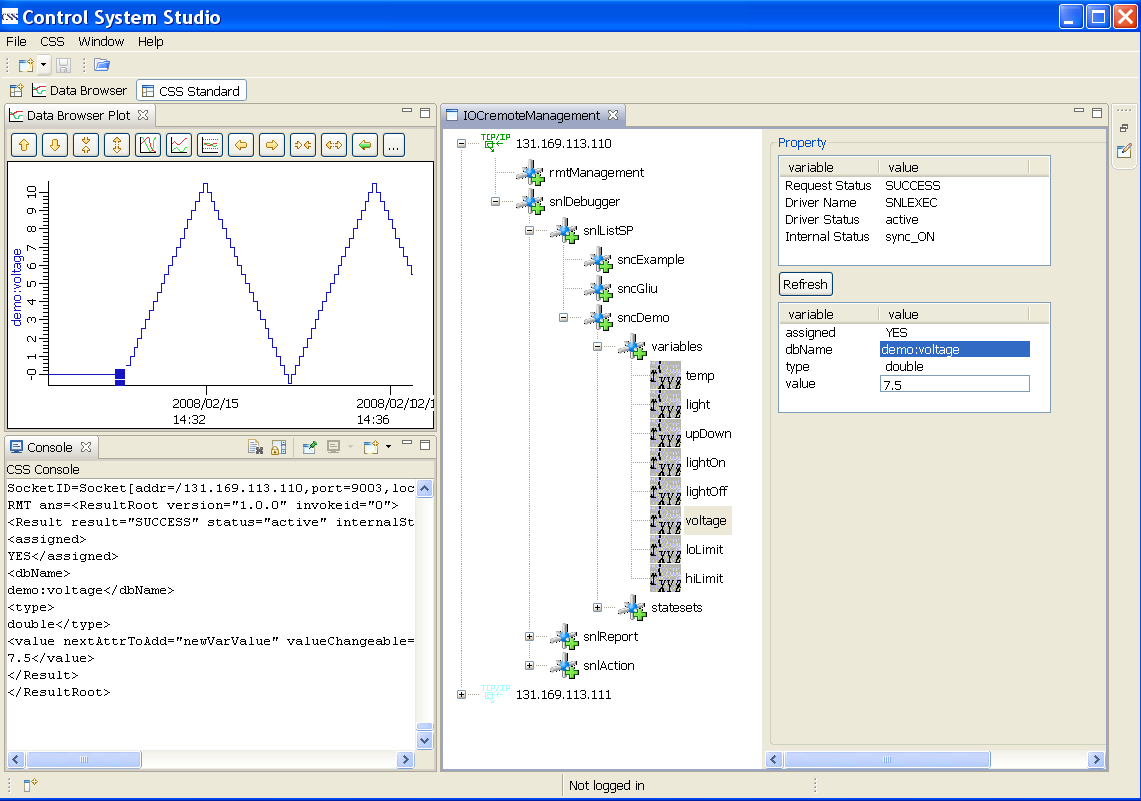 CSS Control System Studio
File CSS Window Help
Data Browser CSS Standard
Data Browser Plot
...
demo:voltage
10
9
8
7
6
5
4
3
2
1
-0
2008/02/15 2008/02/1
14:32 14:36
Console
CSS Console
SocketID=Socket[addr=/131.169.113.110,port=9003,loc
RMT ans=<ResultRoot version="1.0.0" invokeid="0">
<Result result="SUCCESS" status="active" internalSt
<assigned>
YES</assigned>
<dbName>
demo:voltage</dbName>
<type>
double</type>
<value nextAttrToAdd="newVarValue" valueChangeable=
7.5</value>
</Result>
</ResultRoot>
IOCremoteManagement
TCP/IP 131.169.113.110
rmtManagement
snlDebugger
snlListSP
sncExample
sncGliu
sncDemo
variables
temp
light
upDown
lightOn
lightOff
voltage
loLimit
hiLimit
statesets
snlReport
snlAction
TCP/IP 131.169.113.111
Property
variable value
Request Status SUCCESS
Driver Name SNLEXEC
Driver Status active
Internal Status sync_ON
Refresh
variable value
assigned YES
dbName demo:voltage
type double
value 7.5
Not logged in